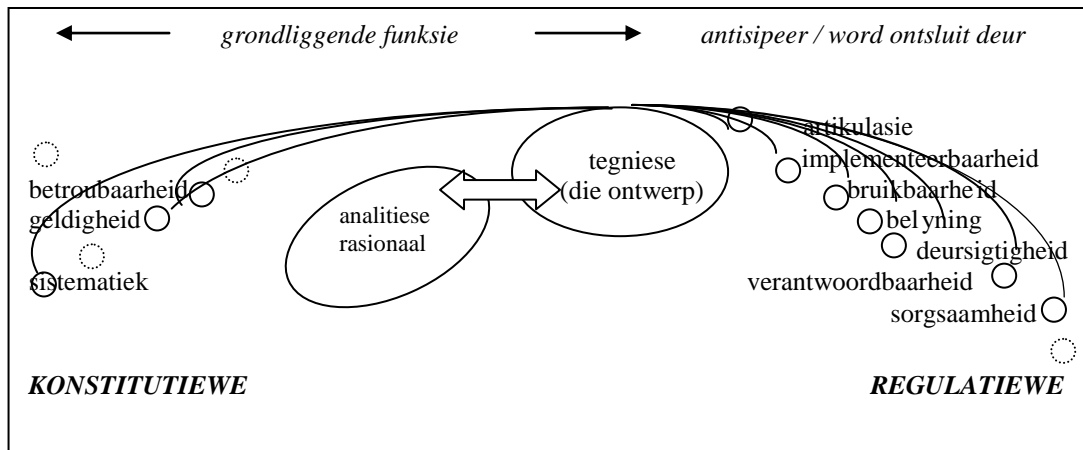 grondliggende funksie
antisipeer / word ontsluit deur
artikulasie
tegniese
(die ontwerp)
implementeerbaarheid
betroubaarheid
bruikbaarheid
geldigheid
analitiese
rasionaal
belyning
deursigtigheid
sistematiek
verantwoordbaarheid
sorgsaamheid
KONSTITUTIEWE
REGULATIEWE